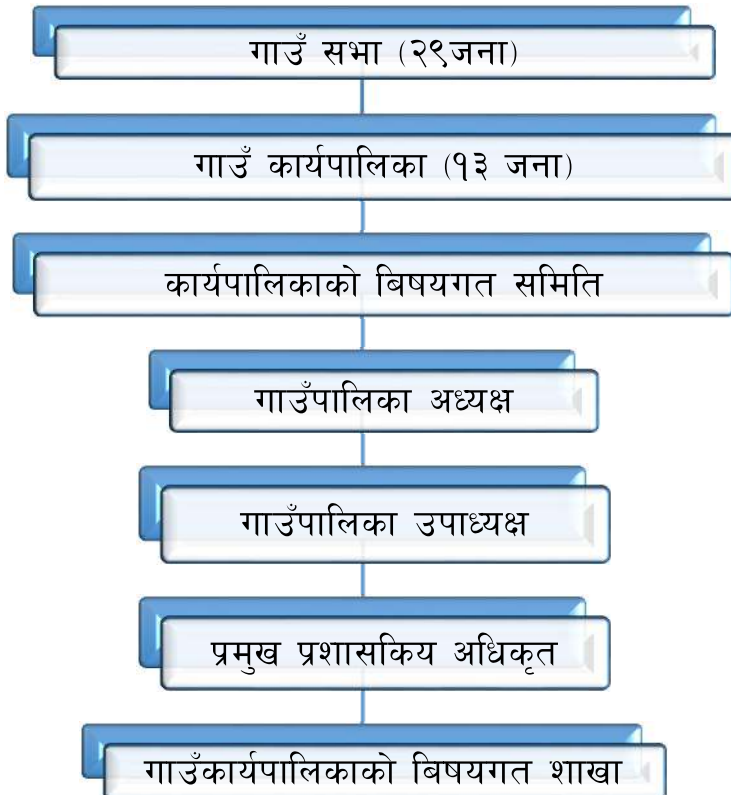 गाउँ सभा (२९जना)
गाउँ कार्यपालिका (१३ जना)
कार्यपालिकाको बिषयगत समिति
गाउँपालिका अध्यक्ष
गाउँपालिका उपाध्यक्ष
प्रमुख प्रशासकिय अधिकृत
गाउँकार्यपालिकाको बिषयगत शाखा